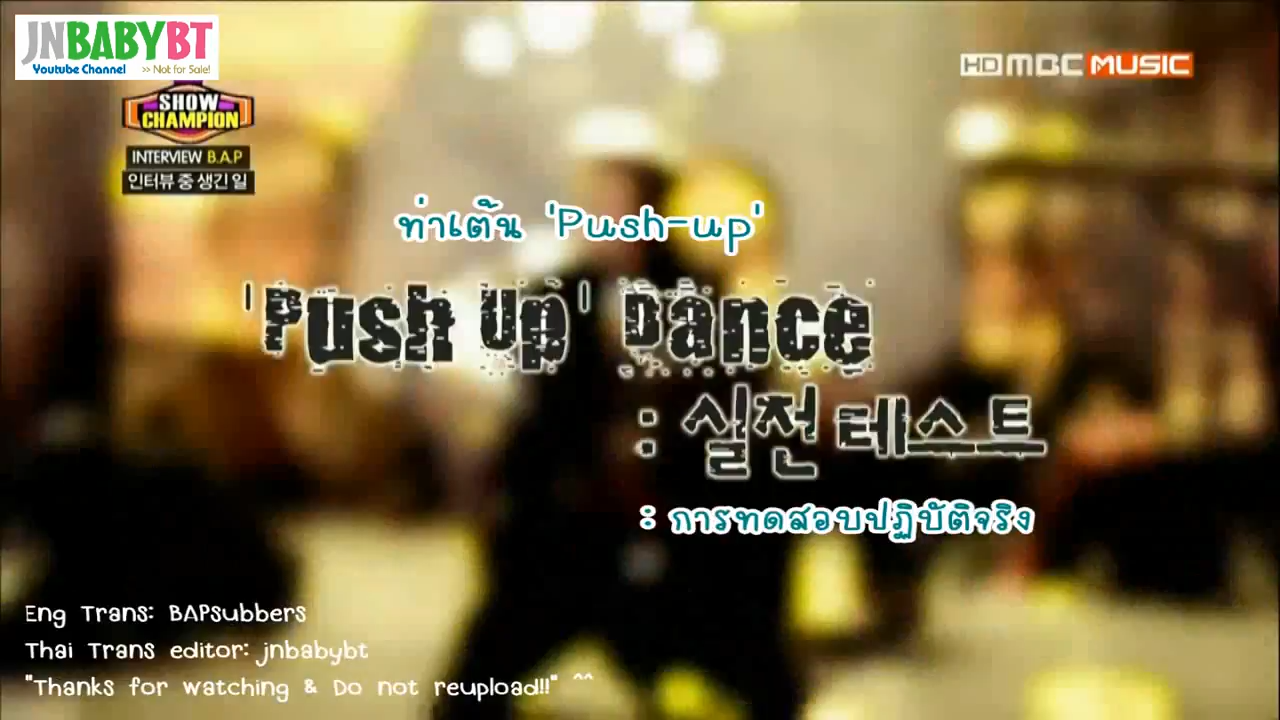 JNBABYBT
Youtube Channel >> Not for Sale!
HD MBC MUSIC
SHOW
CHAMPION
INTERVIEW B.A.P
인터뷰 중 생긴 일
ท่าเต้น 'Push-up'
'Push Up' Dance
: 실전 테스트
: การทดสอบปฏิบัติจริง
Eng Trans: BAPsubbers
Thai Trans editor: jnbabybt
"Thanks for watching & Do not reupload!!" ^^